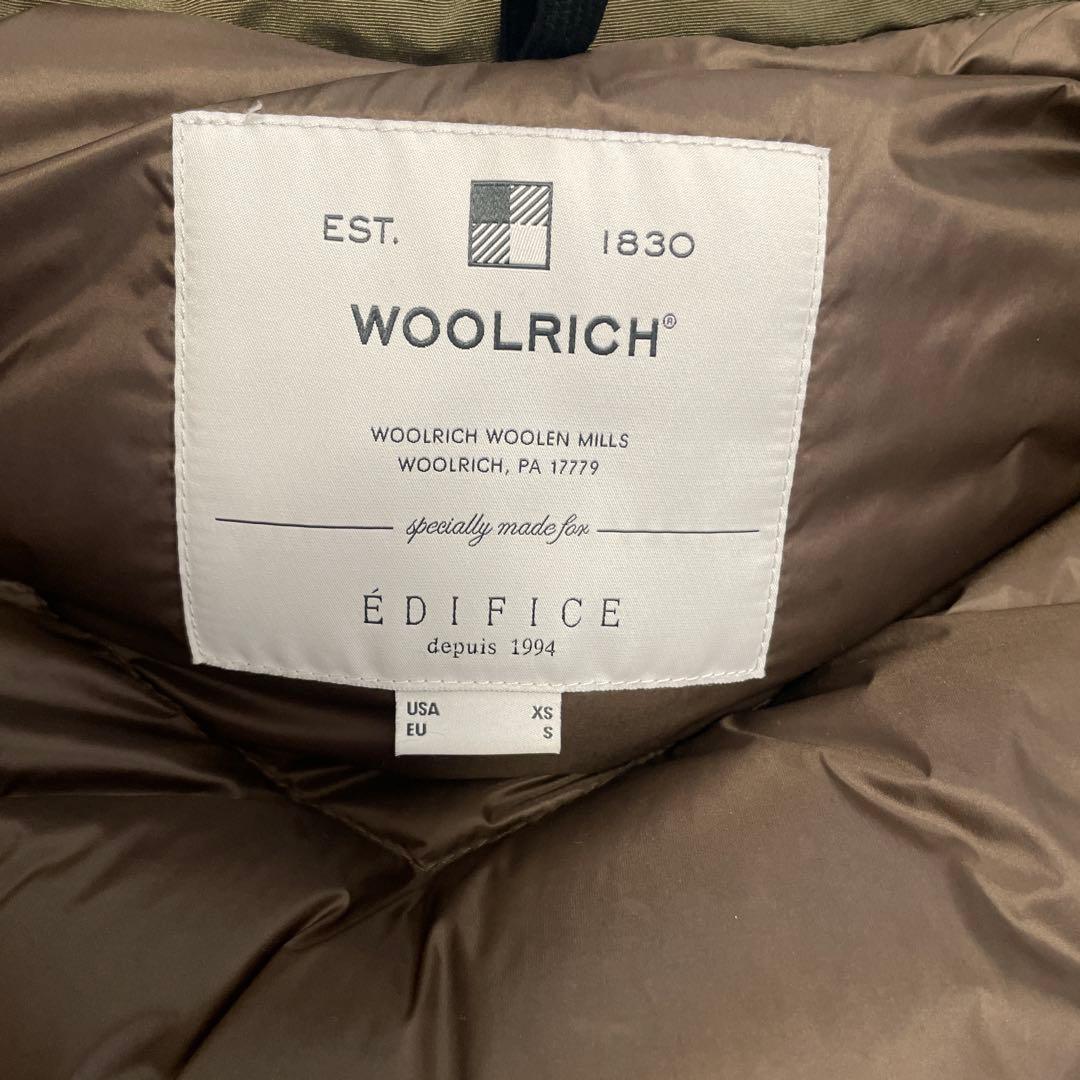 EST. 1830
WOOLRICH®
WOOLRICH WOOLEN MILLS
WOOLRICH, PA 17779
specially made for
ÉDIFICE
depuis 1994
USA XS
EU S